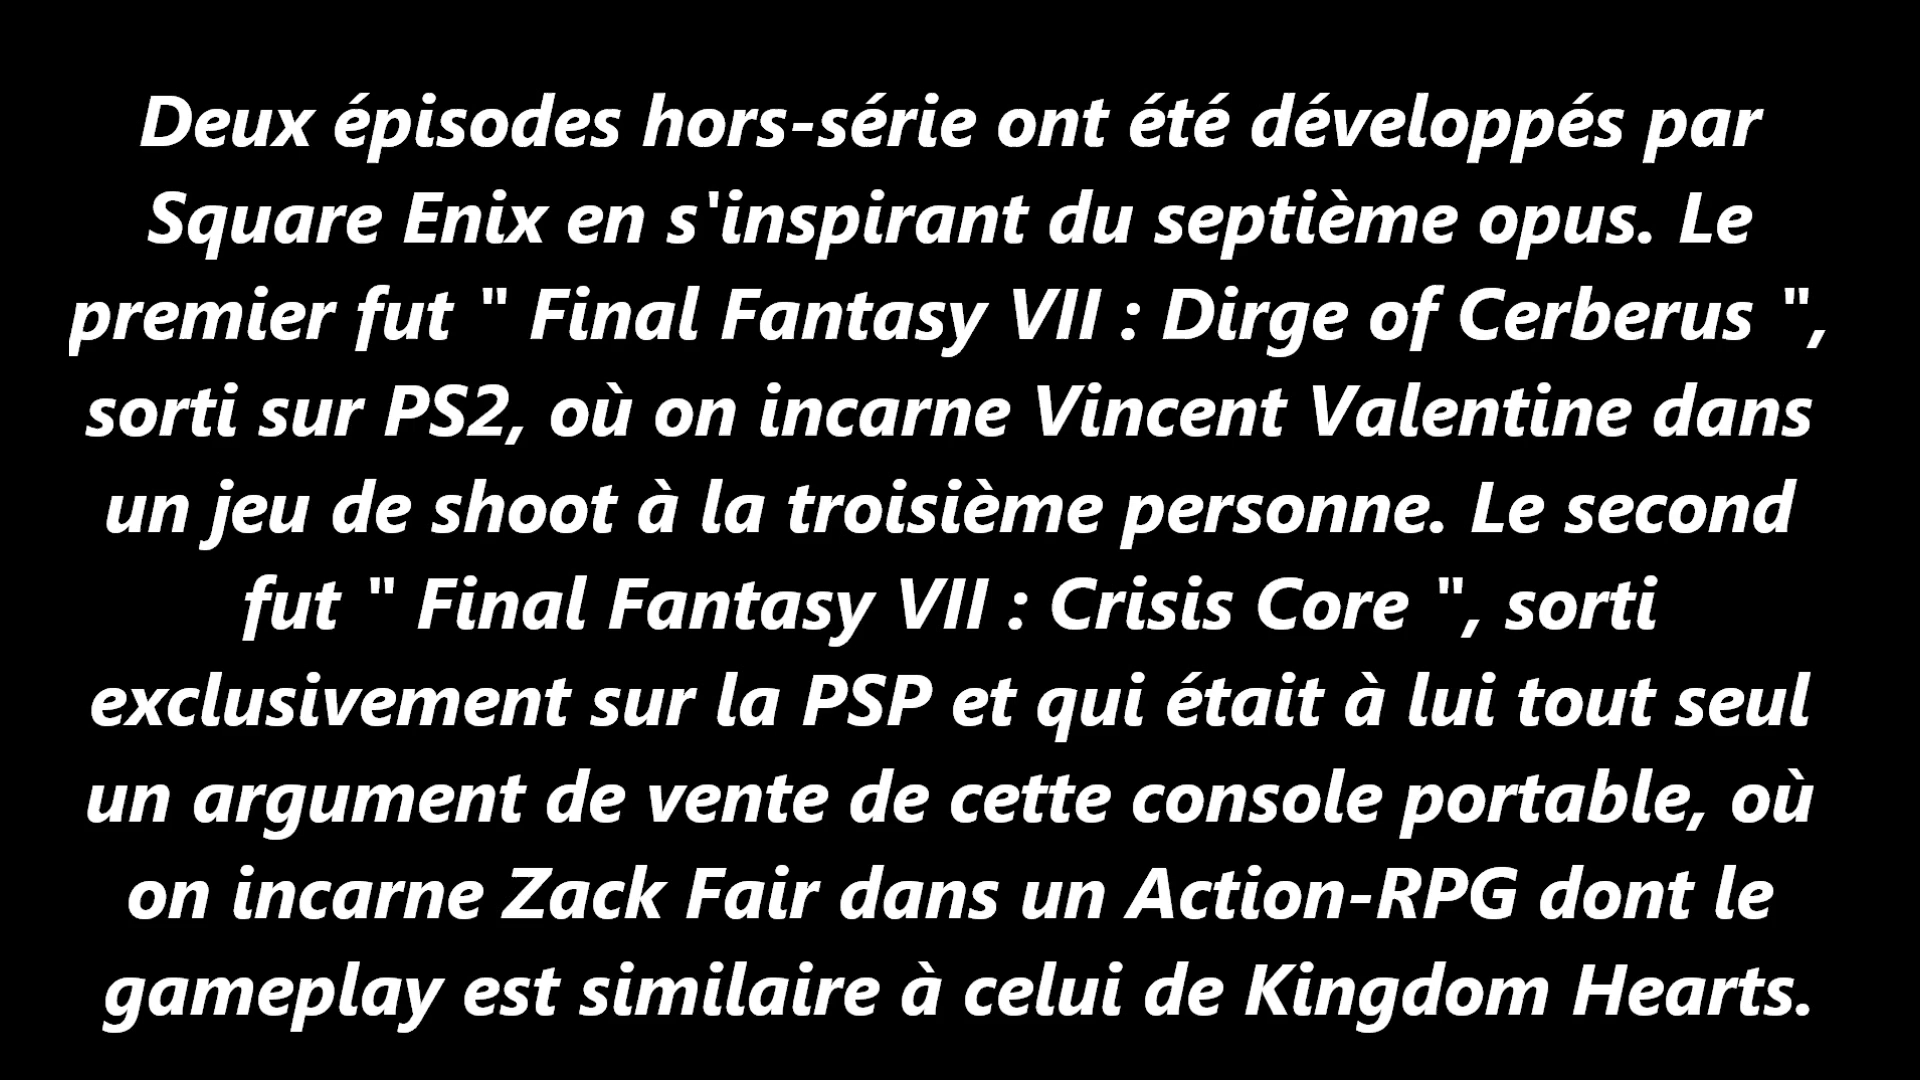 Deux épisodes hors-série ont été développés par
Square Enix en s'inspirant du septième opus. Le
premier fut " Final Fantasy VII : Dirge of Cerberus ",
sorti sur PS2, où on incarne Vincent Valentine dans
un jeu de shoot à la troisième personne. Le second
fut " Final Fantasy VII : Crisis Core ", sorti
exclusivement sur la PSP et qui était à lui tout seul
un argument de vente de cette console portable, où
on incarne Zack Fair dans un Action-RPG dont le
gameplay est similaire à celui de Kingdom Hearts.